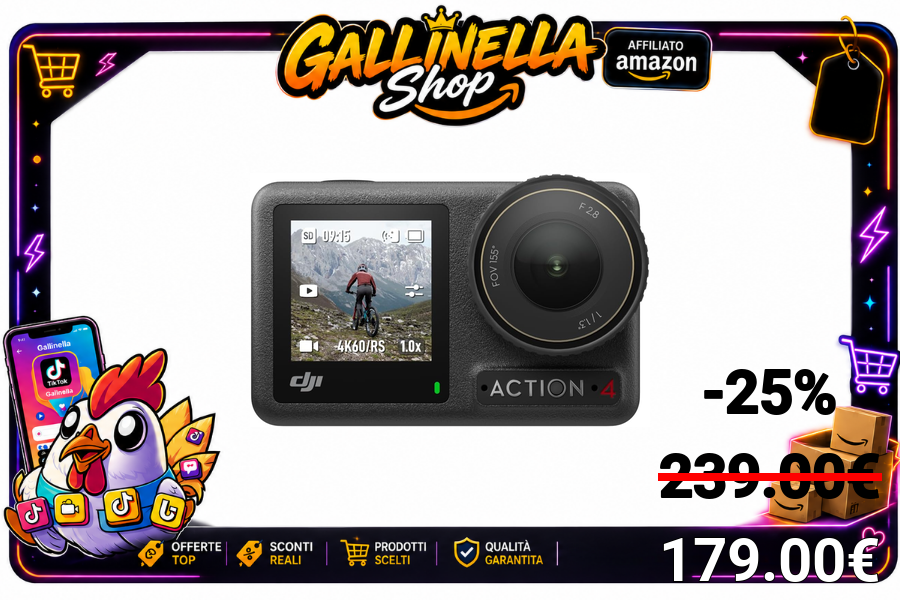 GALLINELLA
Shop
AFFILIATO
amazon
F 2.8
FOV 155°
1/1.3"
SD 09:15
4K60/RS 1.0x
dji
ACTION 4
Gallinella
TikTok
Gallinella
-25%
239.00€
179.00€
OFFERTE
TOP
SCONTI
REALI
PRODOTTI
SCELTI
QUALITÀ
GARANTITA